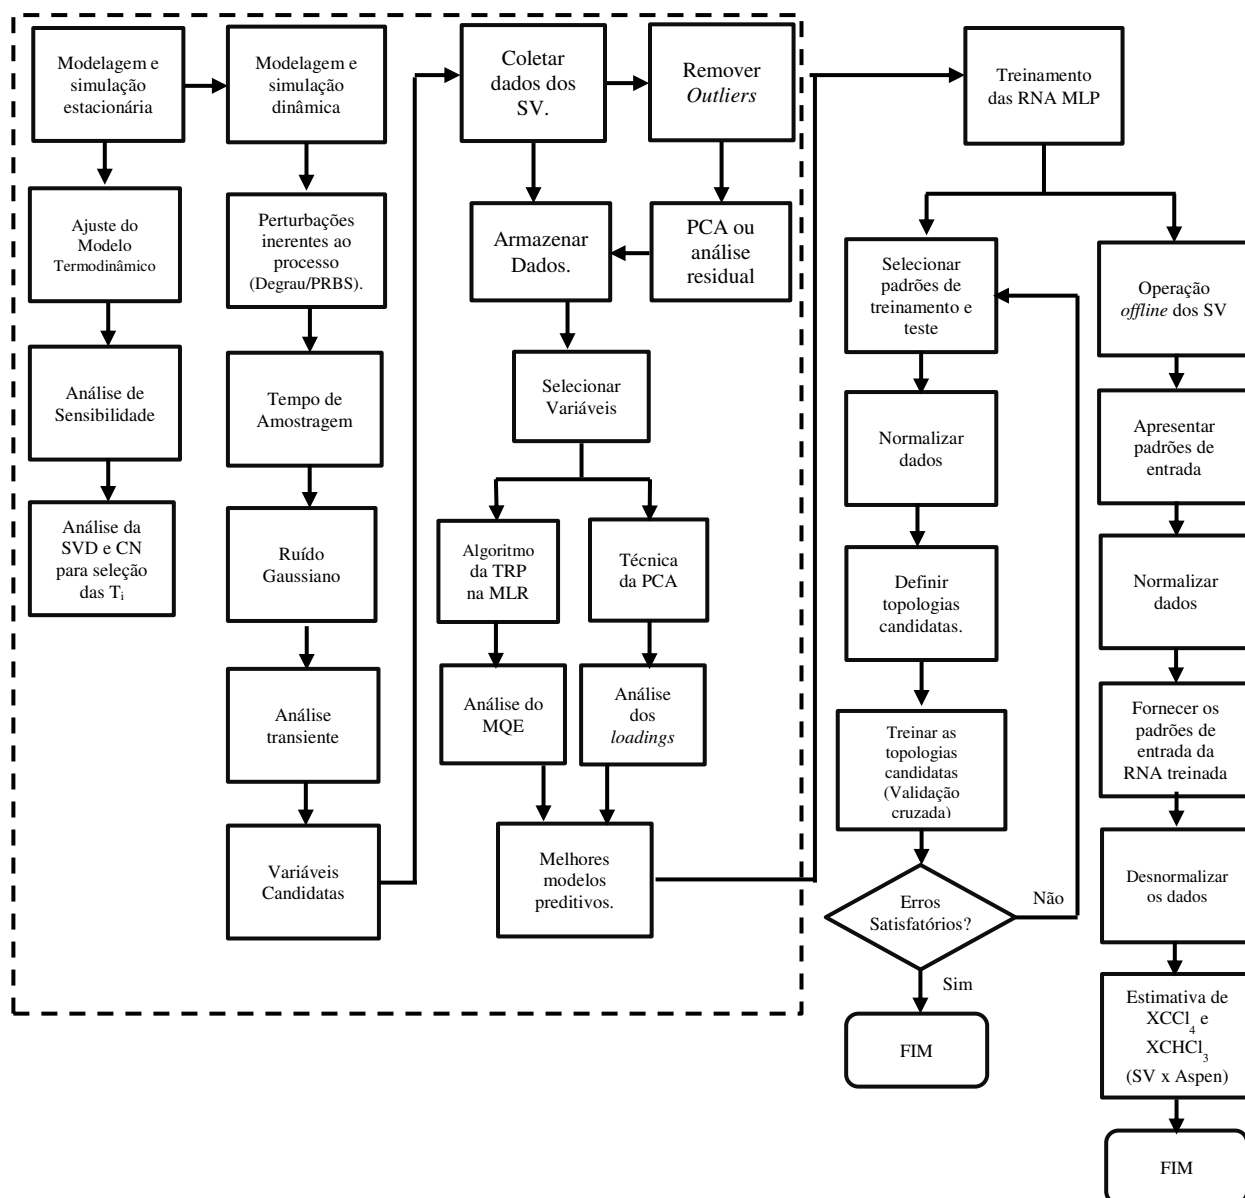 Modelagem e
simulação
estacionária
Ajuste do
Modelo
Termodinâmico
Análise de
Sensibilidade
Análise da
SVD e CN
para seleção
das Ti
Modelagem e
simulação
dinâmica
Perturbações
inerentes ao
processo
(Degrau/PRBS).
Tempo de
Amostragem
Ruído
Gaussiano
Análise
transiente
Variáveis
Candidatas
Coletar
dados dos
SV.
Remover
Outliers
Armazenar
Dados.
PCA ou
análise
residual
Selecionar
Variáveis
Algoritmo
da TRP
na MLR
Técnica
da PCA
Análise do
MQE
Análise
dos
loadings
Melhores
modelos
preditivos.
Treinamento
das RNA MLP
Selecionar
padrões de
treinamento e
teste
Normalizar
dados
Definir
topologias
candidatas.
Treinar as
topologias
candidatas
(Validação
cruzada)
Erros
Satisfatórios?
Não
Sim
FIM
Operação
offline dos SV
Apresentar
padrões de
entrada
Normalizar
dados
Fornecer os
padrões de
entrada da
RNA treinada
Desnormalizar
os dados
Estimativa de
XCCl4 e
XCHCl3
(SV x Aspen)
FIM